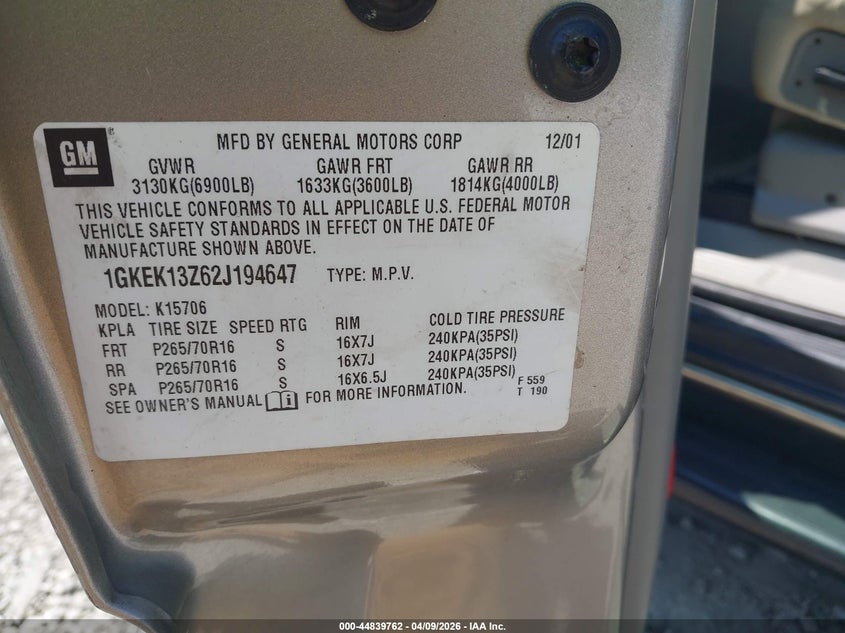 GM
MFD BY GENERAL MOTORS CORP 12/01
GVWR GAWR FRT GAWR RR
3130KG(6900LB) 1633KG(3600LB) 1814KG(4000LB)
THIS VEHICLE CONFORMS TO ALL APPLICABLE U.S. FEDERAL MOTOR
VEHICLE SAFETY STANDARDS IN EFFECT ON THE DATE OF
MANUFACTURE SHOWN ABOVE.
1GKEK13Z62J194647 TYPE: M.P.V.
MODEL: K15706
KPLA TIRE SIZE SPEED RTG RIM COLD TIRE PRESSURE
FRT P265/70R16 S 16X7J 240KPA(35PSI)
RR P265/70R16 S 16X7J 240KPA(35PSI)
SPA P265/70R16 S 16X6.5J 240KPA(35PSI)
SEE OWNER'S MANUAL FOR MORE INFORMATION.
F 559
T 190
000-44839762 - 04/09/2026 - IAA Inc.